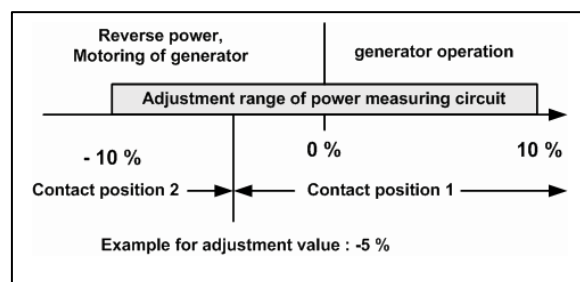 Reverse power,
Motoring of generator
generator operation
Adjustment range of power measuring circuit
- 10 %
0 %
10 %
Contact position 2
Contact position 1
Example for adjustment value : -5 %